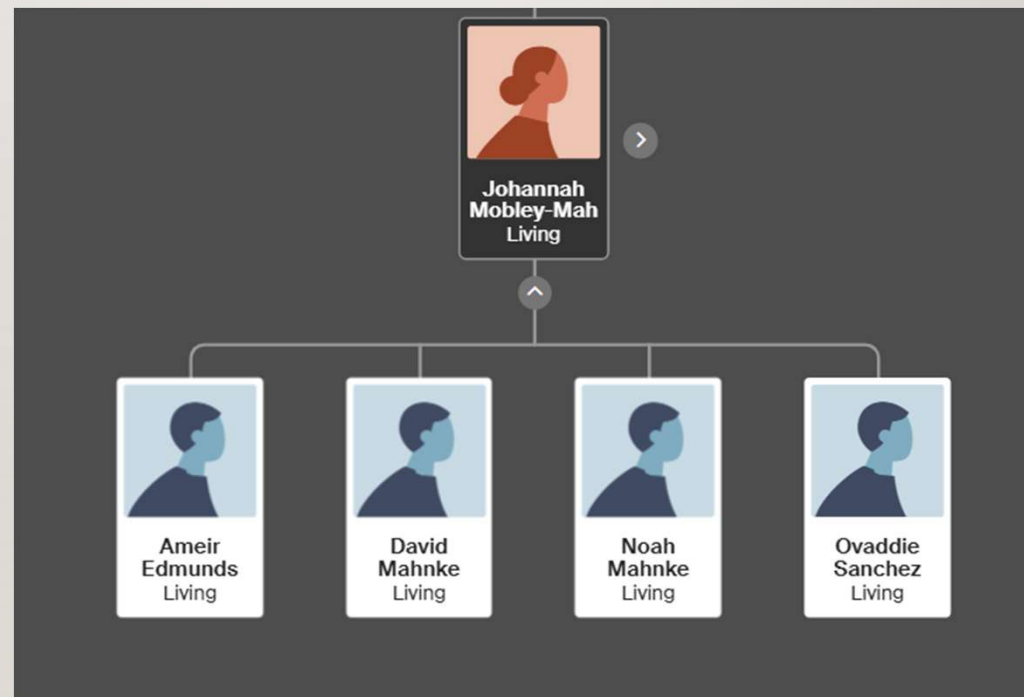 Johannah
Mobley-Mah
Living
Ameir
Edmunds
Living
David
Mahnke
Living
Noah
Mahnke
Living
Ovaddie
Sanchez
Living